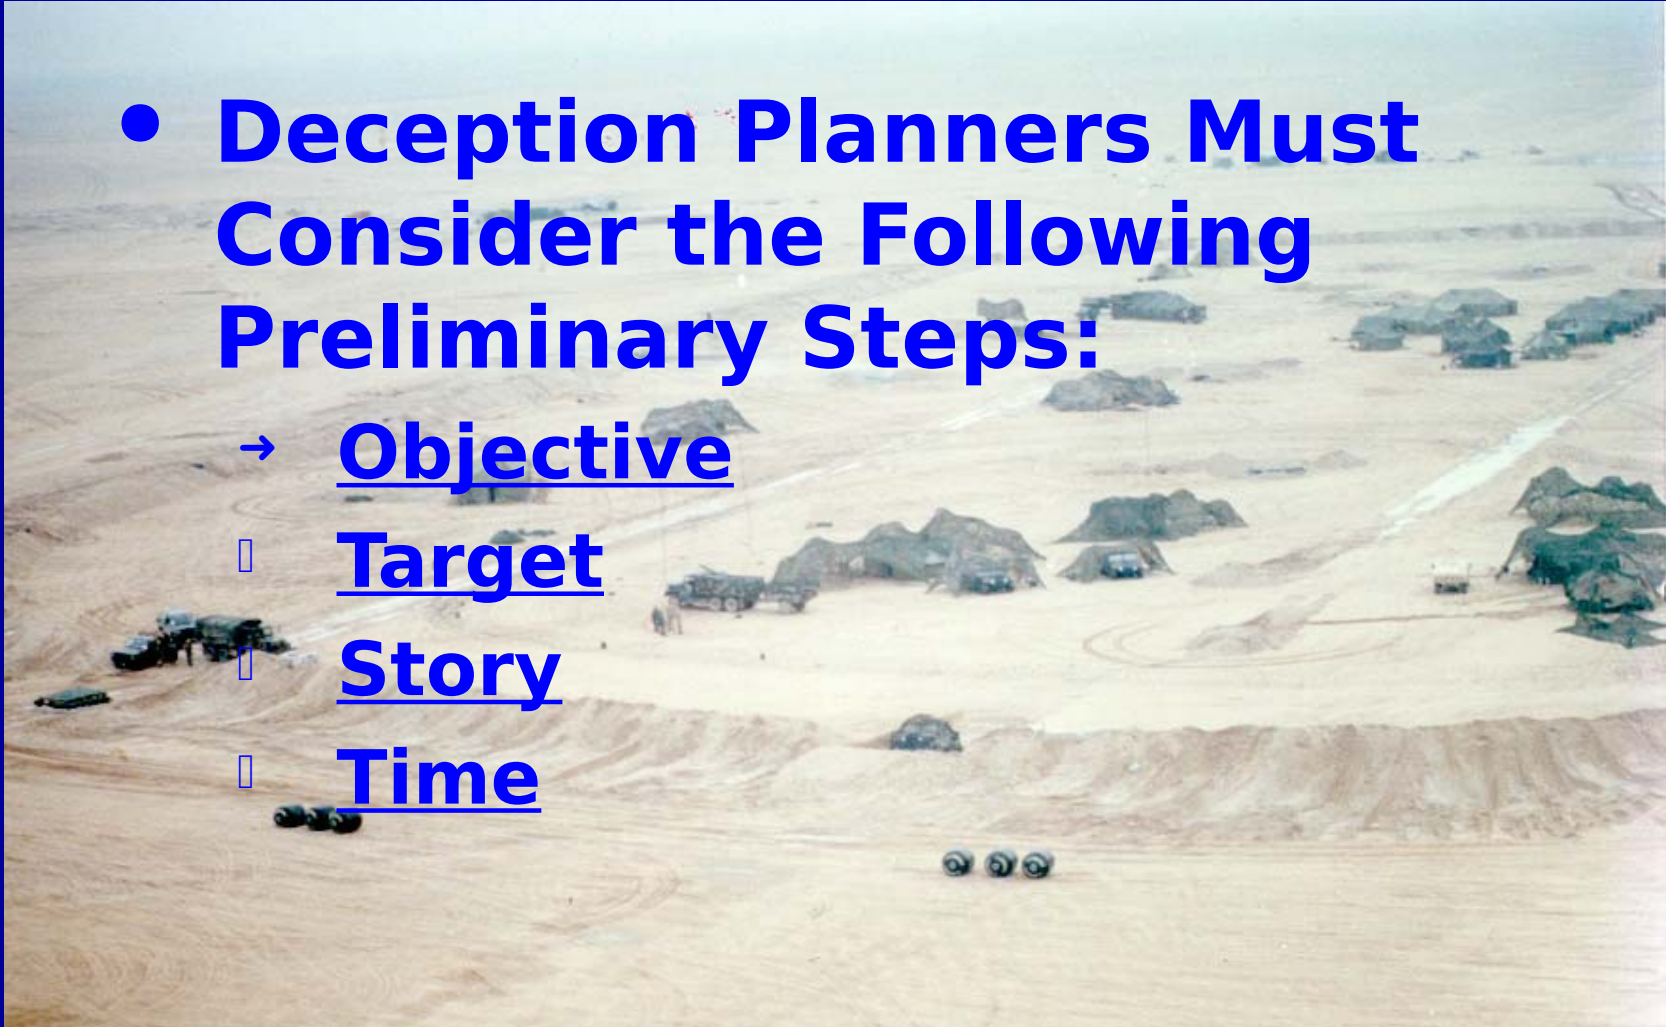 • Deception Planners Must
Consider the Following
Preliminary Steps:
➔ Objective
Target
Story
Time